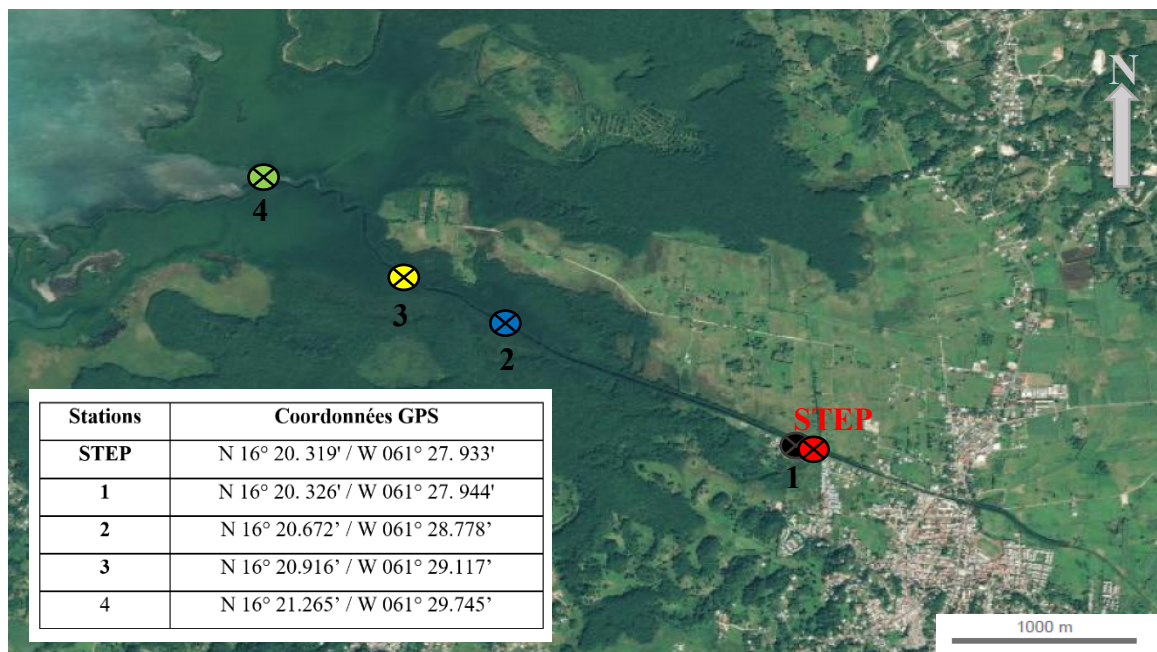 N
4
3
2
STEP
1
Stations Coordonnées GPS
STEP N 16° 20. 319' / W 061° 27. 933'
1 N 16° 20.326' / W 061° 27. 944'
2 N 16° 20.672’ / W 061° 28.778’
3 N 16° 20.916’ / W 061° 29.117’
4 N 16° 21.265’ / W 061° 29.745’
1000 m